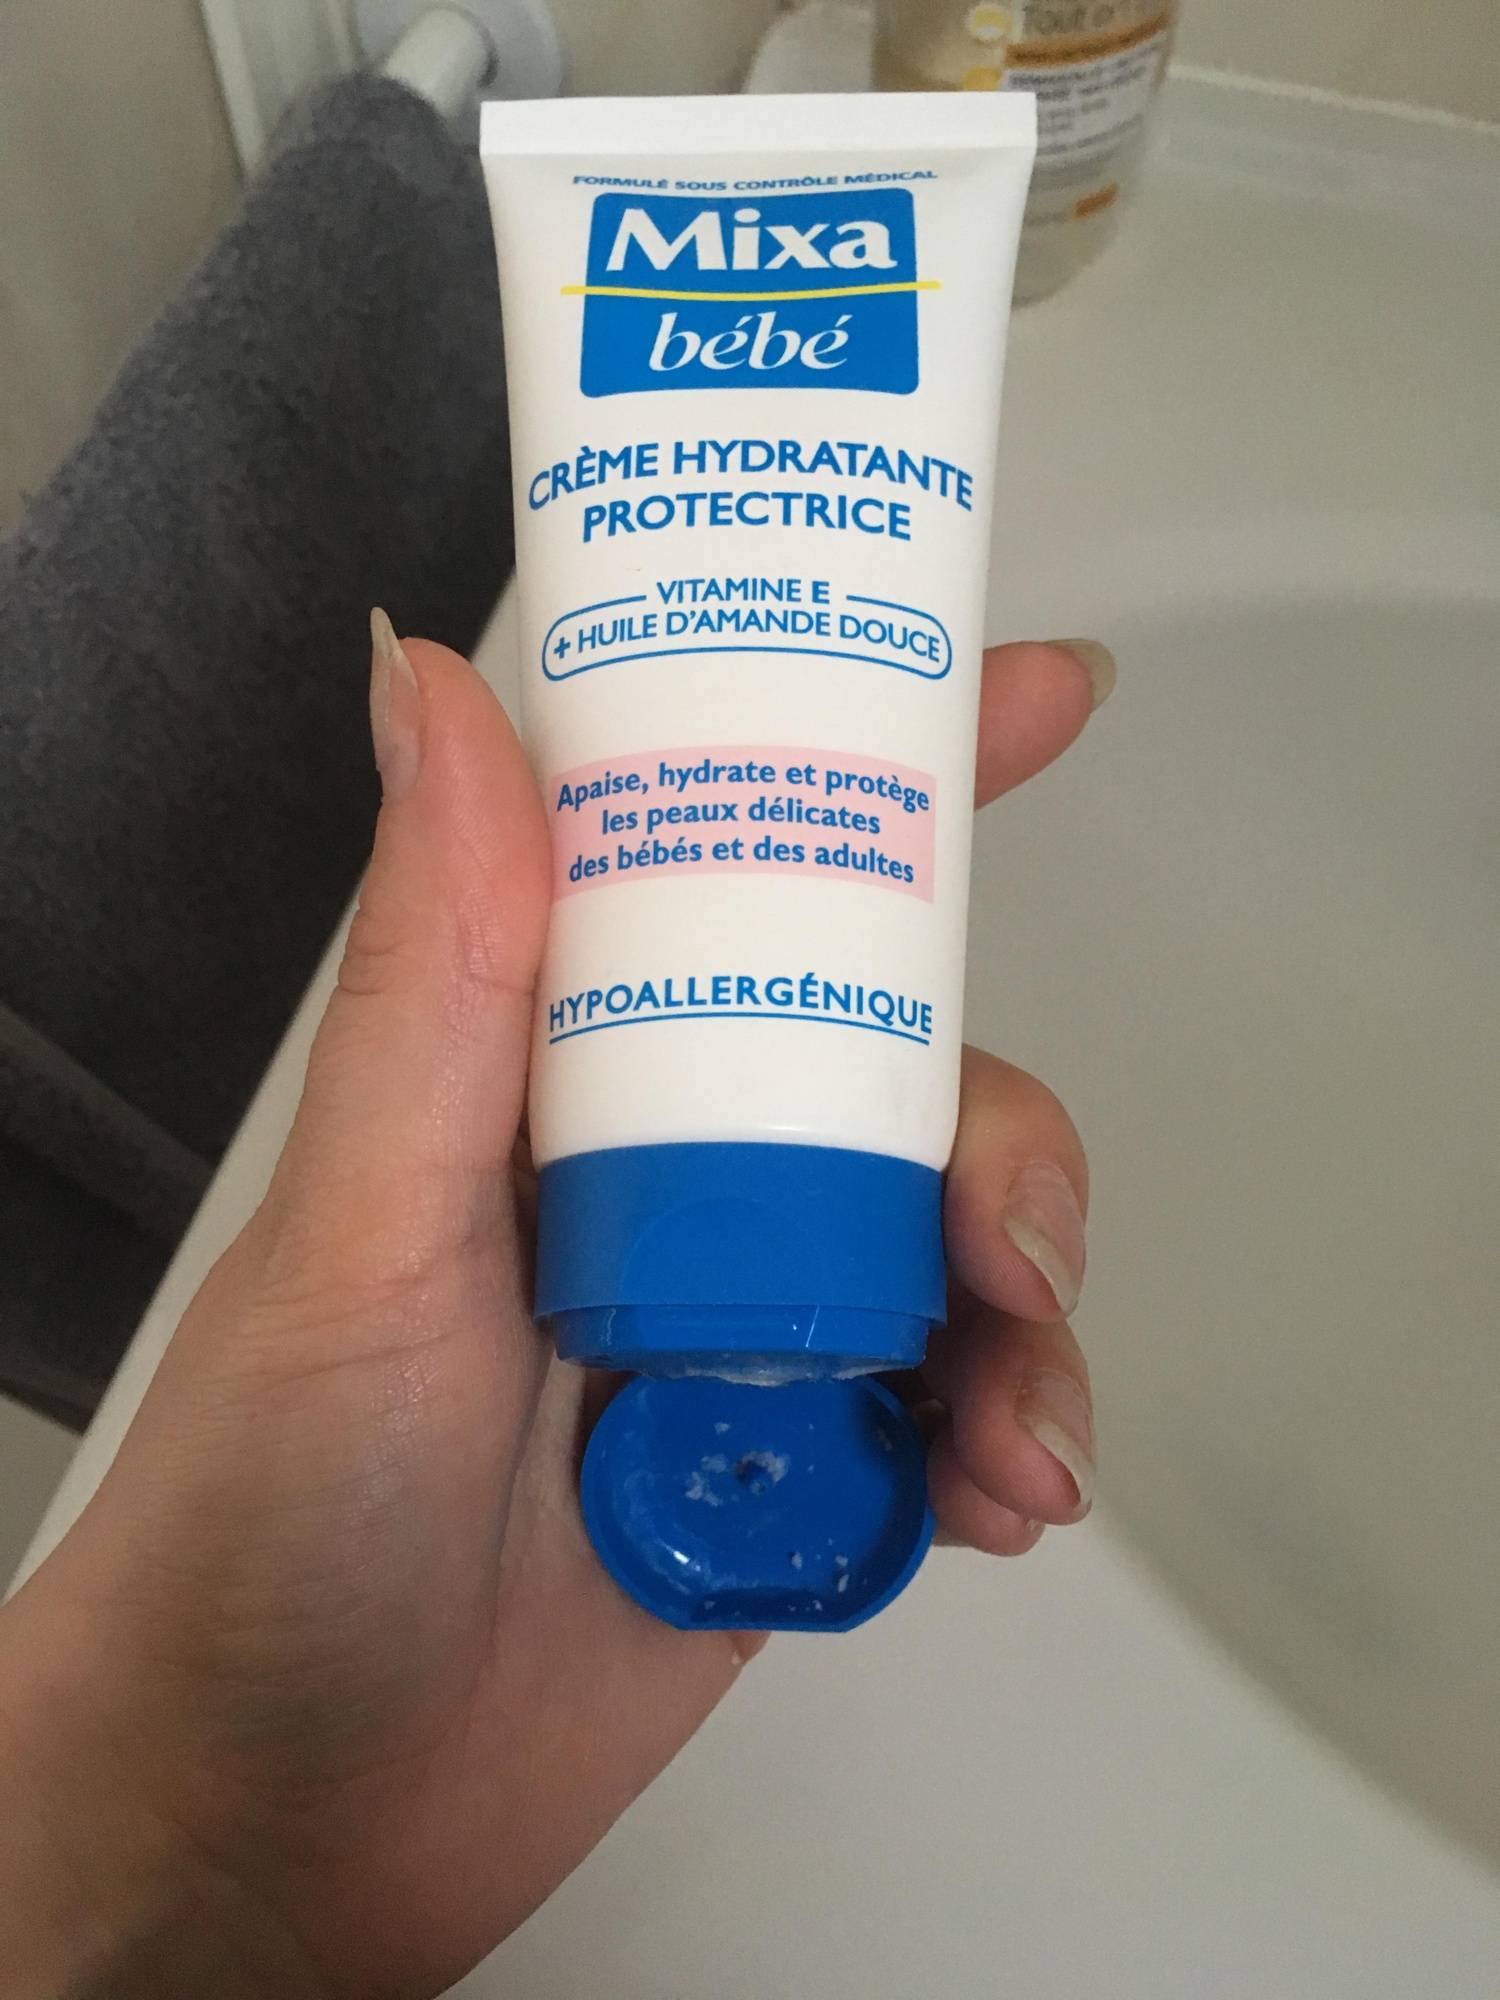 FORMULÉ SOUS CONTRÔLE MÉDICAL
Mixa
bébé
CRÈME HYDRATANTE
PROTECTRICE
VITAMINE E
+ HUILE D'AMANDE DOUCE
Apaise, hydrate et protège
les peaux délicates
des bébés et des adultes
HYPOALLERGÉNIQUE
Tout